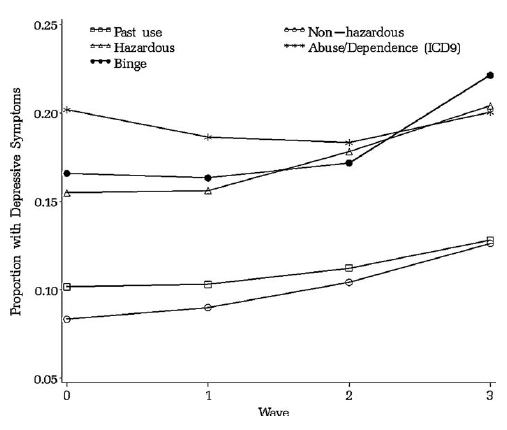 Past use
Hazardous
Binge
Non-hazardous
Abuse/Dependence (ICD9)
Proportion with Depressive Symptoms
0.25
0.20
0.15
0.10
0.05
0 1 2 3
Wave